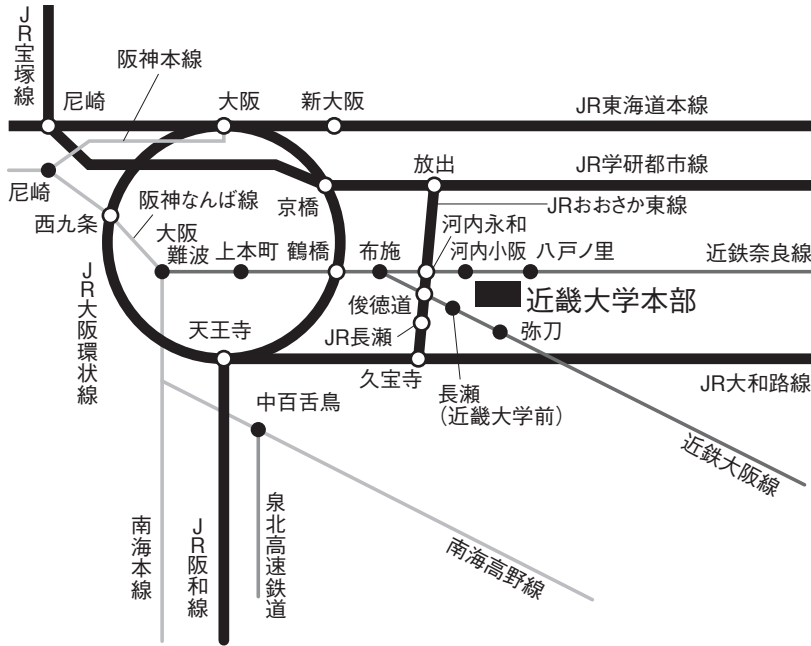 JR宝塚線
阪神本線
尼崎
大阪
新大阪
JR東海道本線
放出
JR学研都市線
尼崎
阪神なんば線
京橋
JRおおさか東線
西九条
河内永和
大阪
難波
上本町
鶴橋
布施
河内小阪
八戸ノ里
近鉄奈良線
JR大阪環状線
俊徳道
近畿大学本部
天王寺
JR長瀬
弥刀
久宝寺
長瀬
（近畿大学前）
JR大和路線
中百舌鳥
近鉄大阪線
南海本線
JR阪和線
泉北高速鉄道
南海高野線